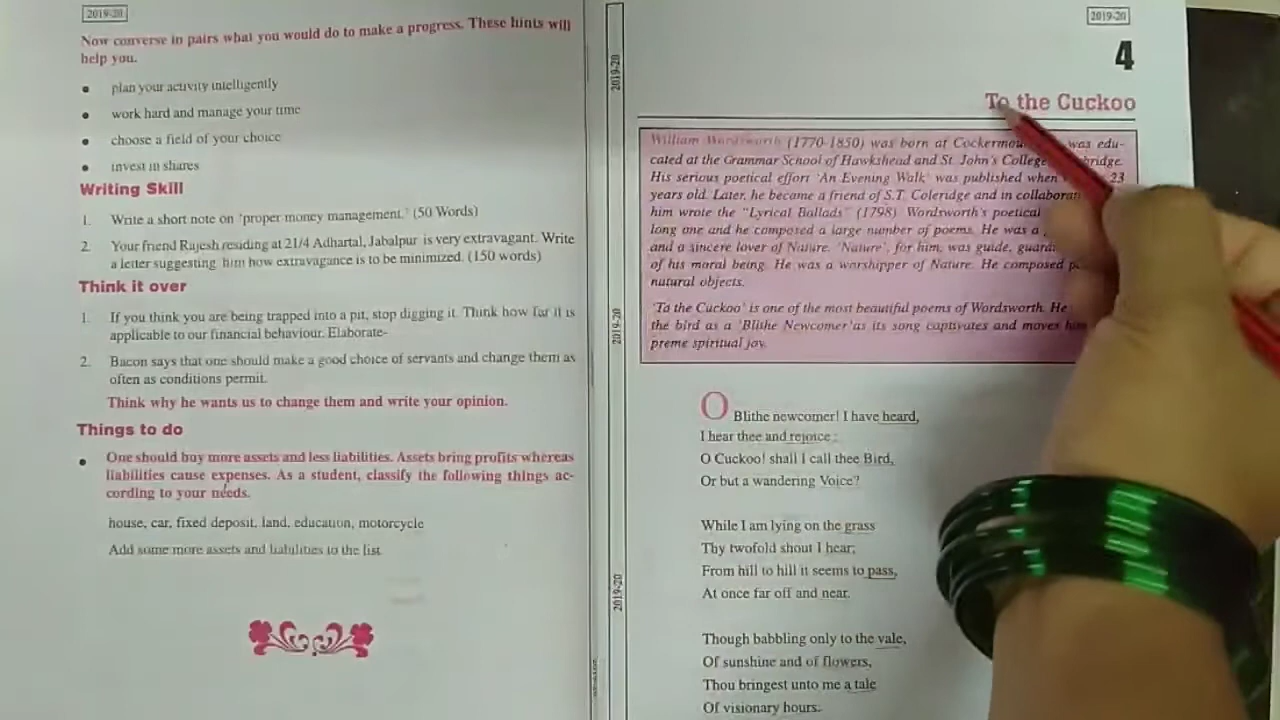 2019-20
Now converse in pairs what you would do to make a progress. These hints will
help you.
• plan your activity intelligently
• work hard and manage your time
• choose a field of your choice
• invest in shares
Writing Skill
1. Write a short note on 'proper money management.' (50 Words)
2. Your friend Rajesh residing at 21/4 Adhartal, Jabalpur is very extravagant. Write
a letter suggesting him how extravagance is to be minimized. (150 words)
Think it over
1. If you think you are being trapped into a pit, stop digging it. Think how far it is
applicable to our financial behaviour. Elaborate-
2. Bacon says that one should make a good choice of servants and change them as
often as conditions permit.
Think why he wants us to change them and write your opinion.
Things to do
• One should buy more assets and less liabilities. Assets bring profits whereas
liabilities cause expenses. As a student, classify the following things ac-
cording to your needs.
house, car, fixed deposit, land, education, motorcycle
Add some more assets and liabilities to the list
2019-20
2019-20
2019-20
2019-20
4
To the Cuckoo
William Wordsworth (1770-1850) was born at was edu-
cated at the Grammar School of Hawkshead and St. John's College
His serious poetical effort 'An Evening Walk' was published when 23
years old. Later, he become a friend of S.T. Coleridge and in
him wrote the "Lyrical Ballads" (1798) Wordsworth's poetical
long one and he composed a large number of poems. He was a
and a sincere lover of Nature. 'Nature', for him, was guide,
of his moral being. He was a worshipper of Nature. He composed
natural objects.
'To the Cuckoo' is one of the most beautiful poems of Wordsworth. He
the bird as a 'Blithe Newcomer'as its song captivates and moves him
preme spiritual joy.
O Blithe newcomer! I have heard,
I hear thee and rejoice :
O Cuckoo! shall I call thee Bird,
Or but a wandering Voice?
While I am lying on the grass
Thy twofold shout I hear;
From hill to hill it seems to pass,
At once far off and near.
Though babbling only to the vale,
Of sunshine and of flowers,
Thou bringest unto me a tale
Of visionary hours.